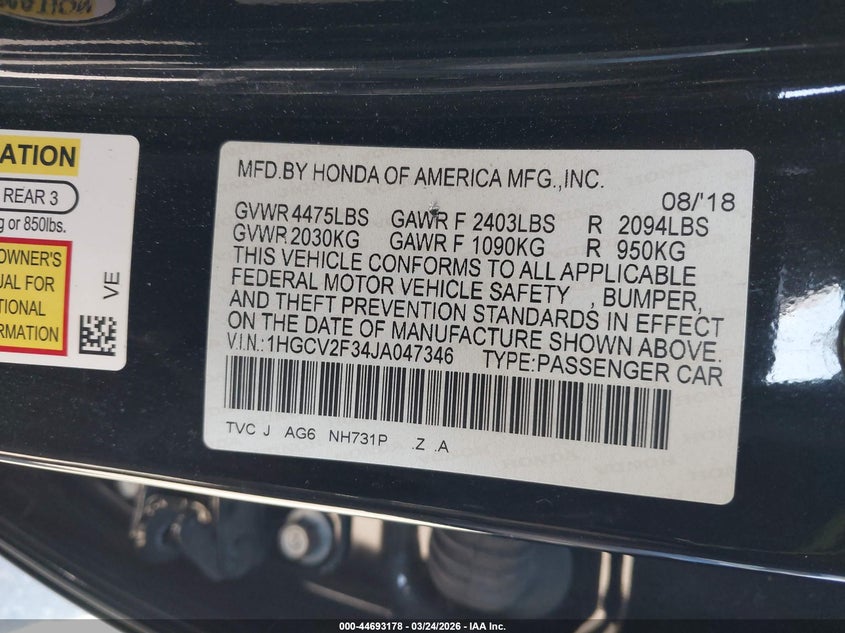 ATION
REAR 3
g or 850lbs.
OWNER'S
UAL FOR
TIONAL
ORMATION
VE
MFD.BY HONDA OF AMERICA MFG.,INC.
08/'18
GVWR 4475LBS GAWR F 2403LBS R 2094LBS
GVWR 2030KG GAWR F 1090KG R 950KG
THIS VEHICLE CONFORMS TO ALL APPLICABLE
FEDERAL MOTOR VEHICLE SAFETY , BUMPER,
AND THEFT PREVENTION STANDARDS IN EFFECT
ON THE DATE OF MANUFACTURE SHOWN ABOVE.
V.I.N.:1HGCV2F34JA047346 TYPE:PASSENGER CAR
TVC J AG6 NH731P .Z .A
000-44693178 - 03/24/2026 - IAA Inc.